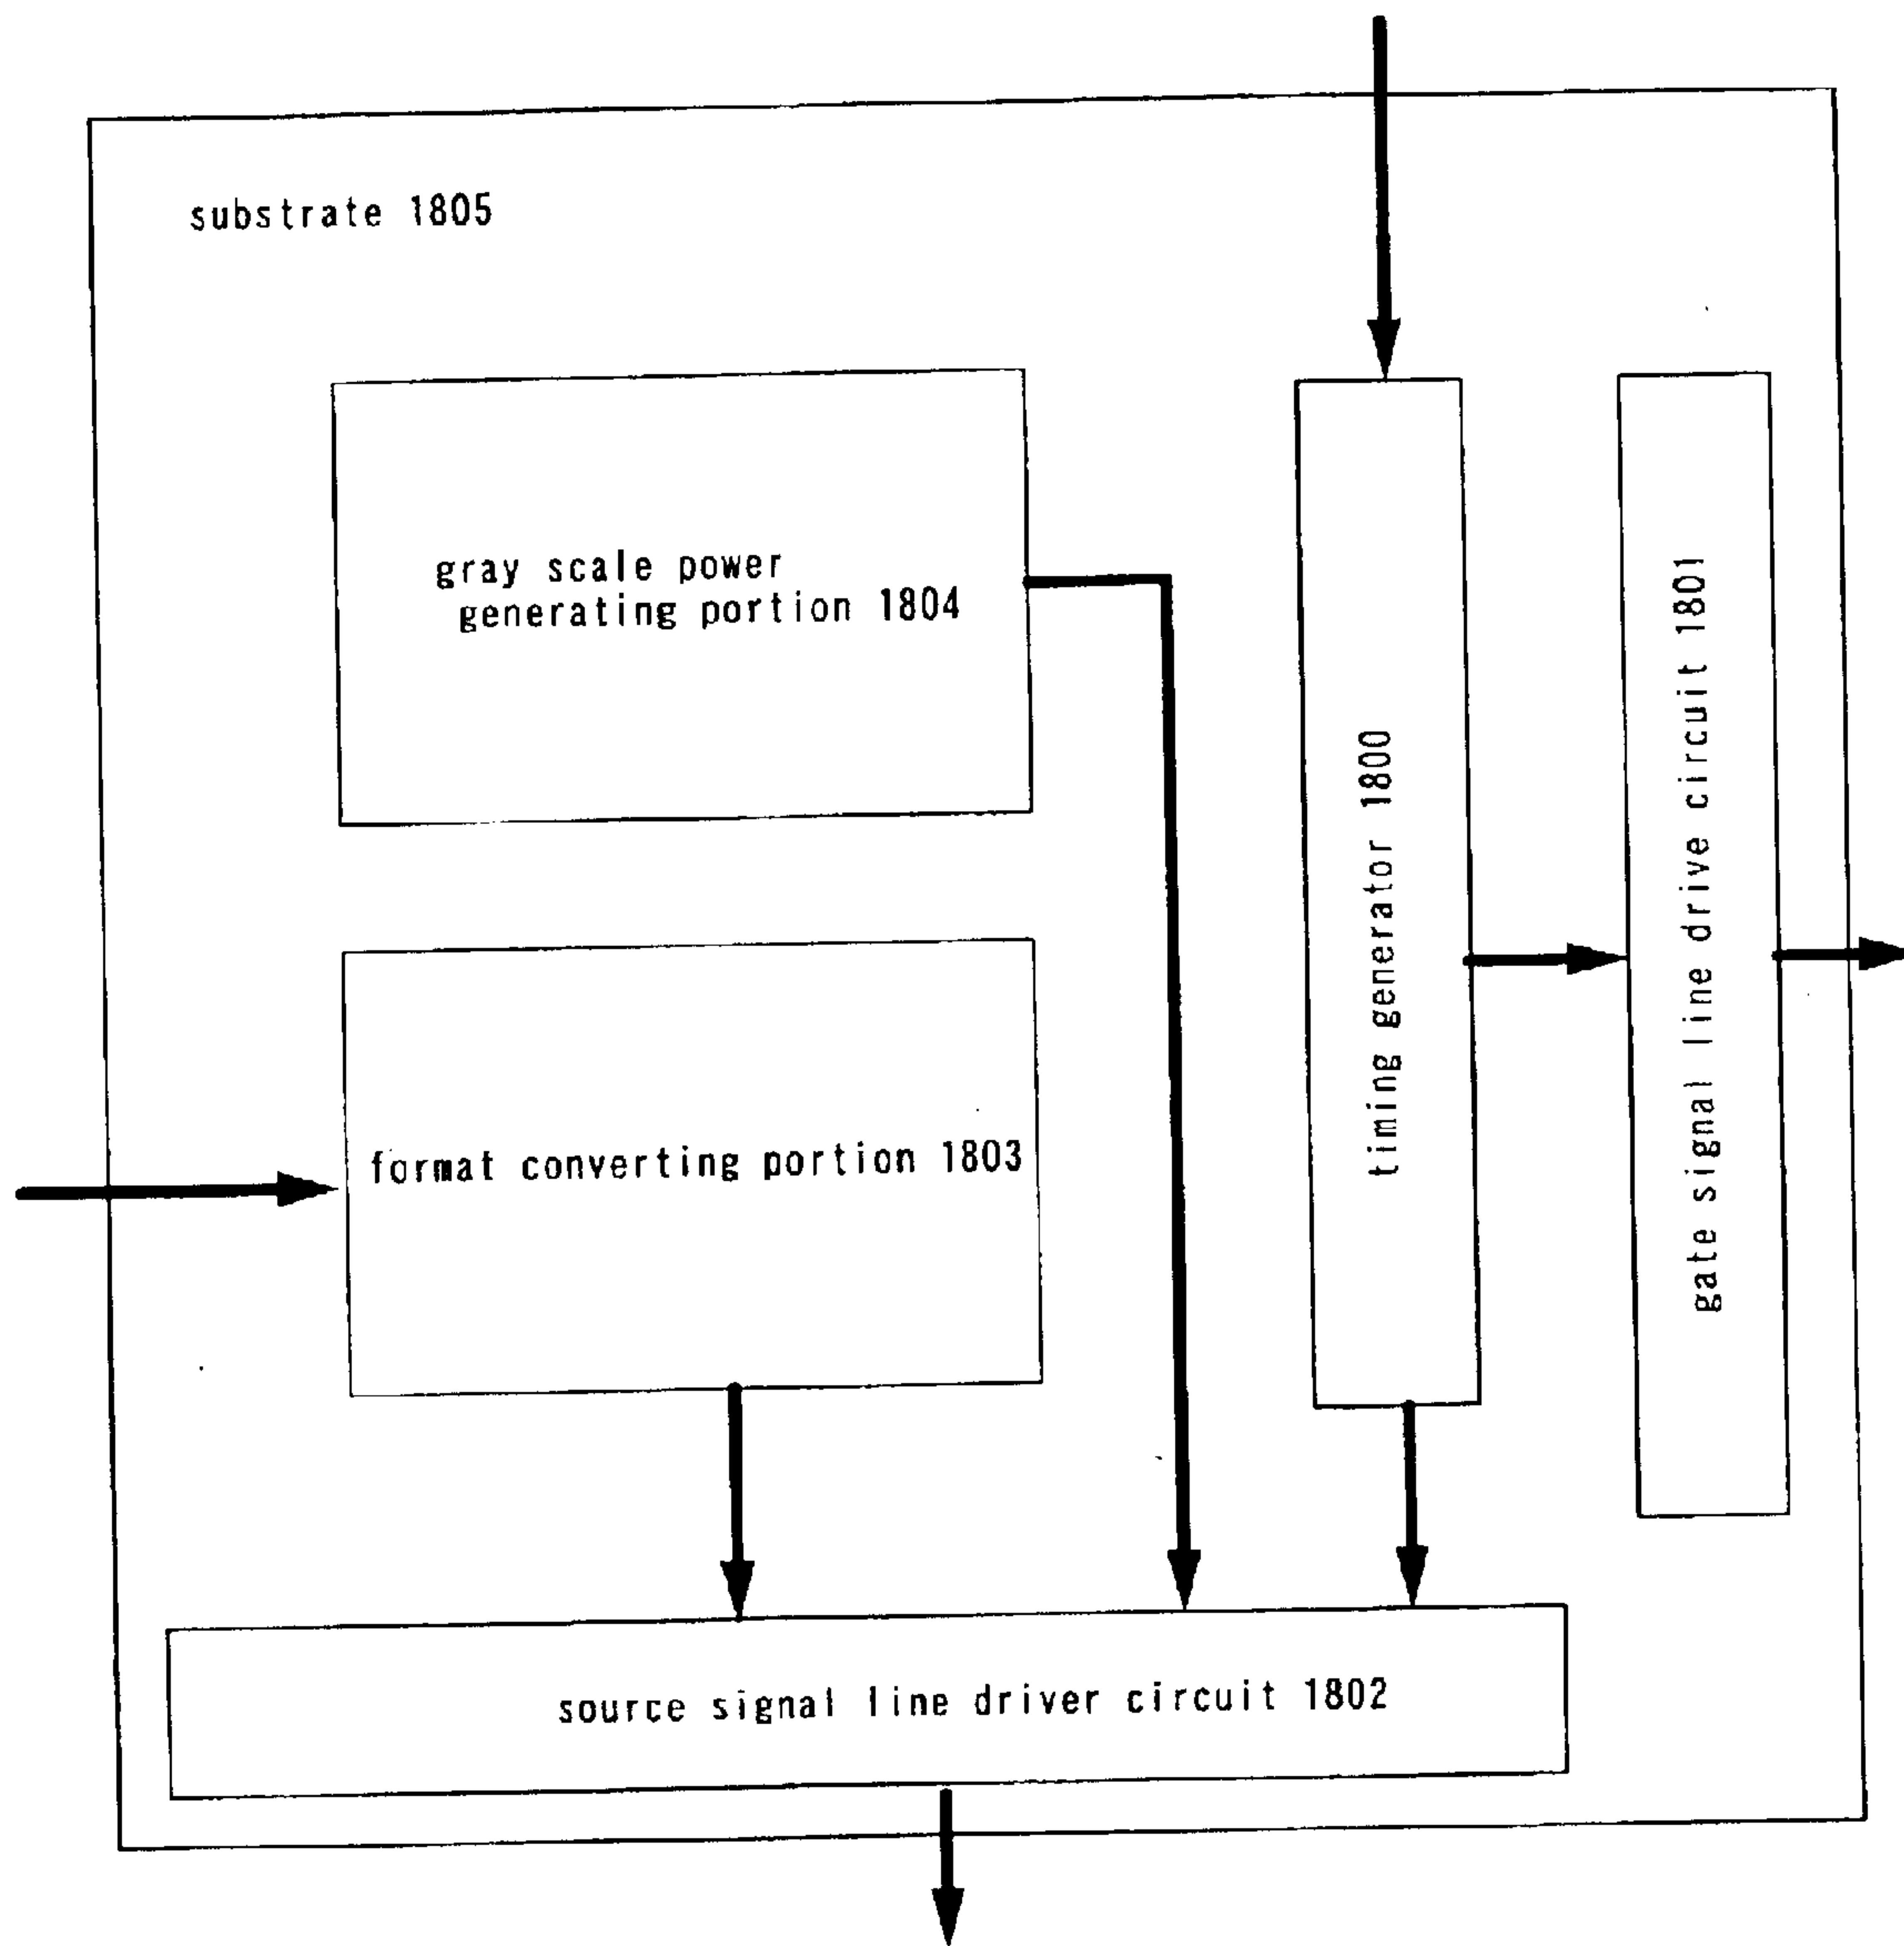 substrate 1805
gray scale power
generating portion 1804
timing generator 1800
gate signal line drive circuit 1801
format converting portion 1803
source signal line driver circuit 1802